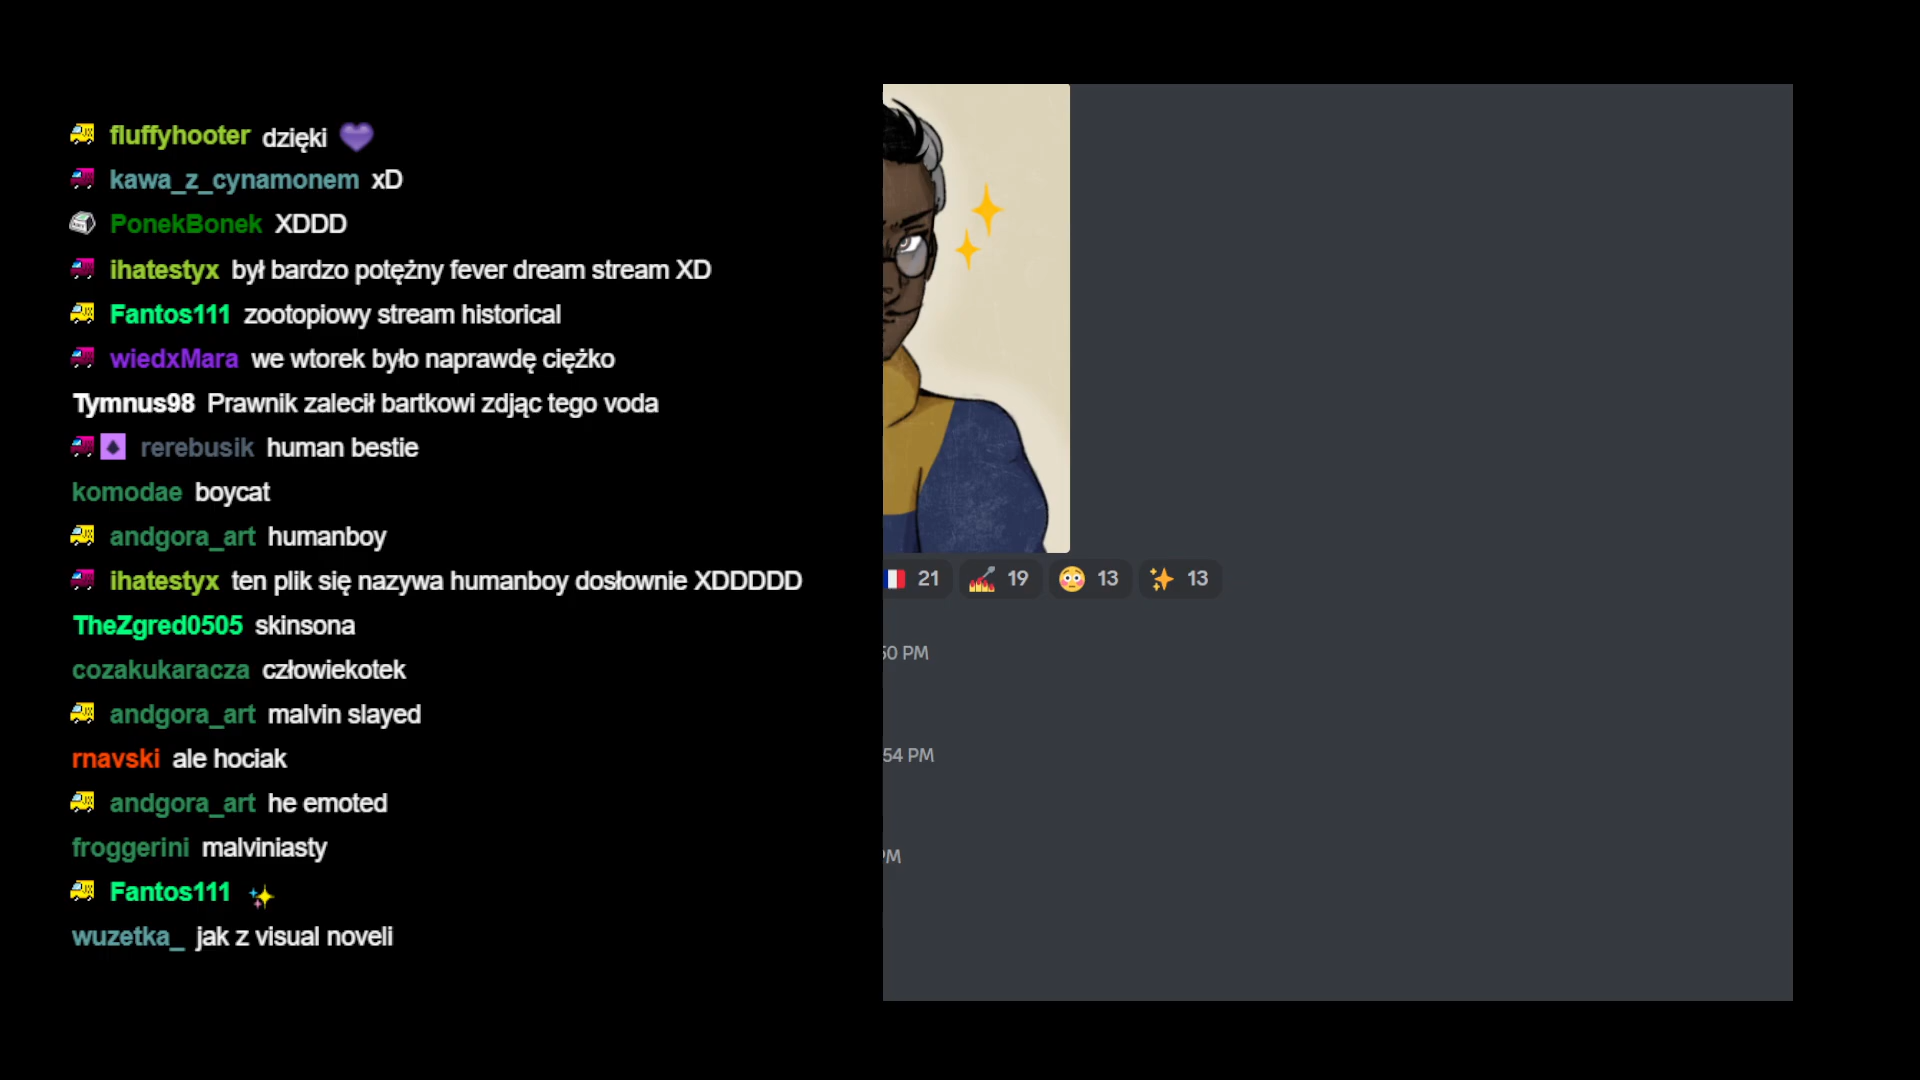 fluffyhooter dzięki
kawa_z_cynamonem xD
PonekBonek XDDD
ihatestyx był bardzo potężny fever dream stream XD
Fantos111 zootopiowy stream historical
wiedxMara we wtorek było naprawdę ciężko
Tymnus98 Prawnik zalecił bartkowi zdjąc tego voda
rerebusik human bestie
komodae boycat
andgora_art humanboy
ihatestyx ten plik się nazywa humanboy dosłownie XDDDDD
TheZgred0505 skinsona
cozakukaracza człowiekotek
andgora_art malvin slayed
rnavski ale hociak
andgora_art he emoted
froggerini malviniasty
Fantos111
wuzetka_ jak z visual noveli
21 19 13 13
50 PM
54 PM
PM